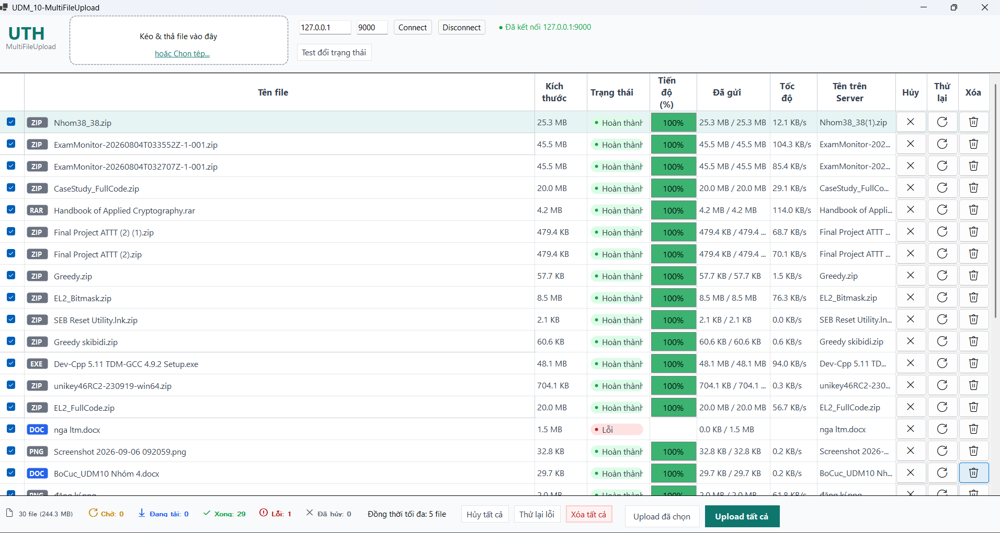 UDM_10-MultiFileUpload
UTH
MultiFileUpload
Kéo & thả file vào đây
hoặc Chọn tệp...
127.0.0.1 9000 Connect Disconnect • Đã kết nối 127.0.0.1:9000
Test đổi trạng thái
Tên file Kích thước Trạng thái Tiến độ (%) Đã gửi Tốc độ Tên trên Server Hủy Thử lại Xóa
ZIP Nhom38_38.zip 25.3 MB • Hoàn thành 100% 25.3 MB / 25.3 MB 12.1 KB/s Nhom38_38(1).zip
ZIP ExamMonitor-20260804T033552Z-1-001.zip 45.5 MB • Hoàn thành 100% 45.5 MB / 45.5 MB 104.3 KB/s ExamMonitor-202...
ZIP ExamMonitor-20260804T032707Z-1-001.zip 45.5 MB • Hoàn thành 100% 45.5 MB / 45.5 MB 85.4 KB/s ExamMonitor-202...
ZIP CaseStudy_FullCode.zip 20.0 MB • Hoàn thành 100% 20.0 MB / 20.0 MB 29.1 KB/s CaseStudy_FullCo...
RAR Handbook of Applied Cryptography.rar 4.2 MB • Hoàn thành 100% 4.2 MB / 4.2 MB 114.0 KB/s Handbook of Appli...
ZIP Final Project ATTT (2) (1).zip 479.4 KB • Hoàn thành 100% 479.4 KB / 479.4 ... 68.7 KB/s Final Project ATTT ...
ZIP Final Project ATTT (2).zip 479.4 KB • Hoàn thành 100% 479.4 KB / 479.4 ... 70.1 KB/s Final Project ATTT ...
ZIP Greedy.zip 57.7 KB • Hoàn thành 100% 57.7 KB / 57.7 KB 1.5 KB/s Greedy.zip
ZIP EL2_Bitmask.zip 8.5 MB • Hoàn thành 100% 8.5 MB / 8.5 MB 76.3 KB/s EL2_Bitmask.zip
ZIP SEB Reset Utility.lnk.zip 2.1 KB • Hoàn thành 100% 2.1 KB / 2.1 KB 0.0 KB/s SEB Reset Utility.ln...
ZIP Greedy skibidi.zip 60.6 KB • Hoàn thành 100% 60.6 KB / 60.6 KB 0.6 KB/s Greedy skibidi.zip
EXE Dev-Cpp 5.11 TDM-GCC 4.9.2 Setup.exe 48.1 MB • Hoàn thành 100% 48.1 MB / 48.1 MB 94.0 KB/s Dev-Cpp 5.11 TD...
ZIP unikey46RC2-230919-win64.zip 704.1 KB • Hoàn thành 100% 704.1 KB / 704.1 ... 0.3 KB/s unikey46RC2-230...
ZIP EL2_FullCode.zip 20.0 MB • Hoàn thành 100% 20.0 MB / 20.0 MB 56.7 KB/s EL2_FullCode.zip
DOC nga ltm.docx 1.5 MB • Lỗi 0.0 KB / 1.5 MB nga ltm.docx
PNG Screenshot 2026-09-06 092059.png 32.8 KB • Hoàn thành 100% 32.8 KB / 32.8 KB 0.2 KB/s Screenshot 2026-...
DOC BoCuc_UDM10 Nhóm 4.docx 29.7 KB • Hoàn thành 100% 29.7 KB / 29.7 KB 0.2 KB/s BoCuc_UDM10 Nh...
PNG đăng kí.png 2.0 MB • Hoàn thành 100% 2.0 MB / 2.0 MB 61.8 KB/s đăng kí.png
30 file (244.3 MB) Chờ: 0 Đang tải: 0 Xong: 29 Lỗi: 1 Đã hủy: 0 Đồng thời tối đa: 5 file Hủy tất cả Thử lại lỗi Xóa tất cả Upload đã chọn Upload tất cả